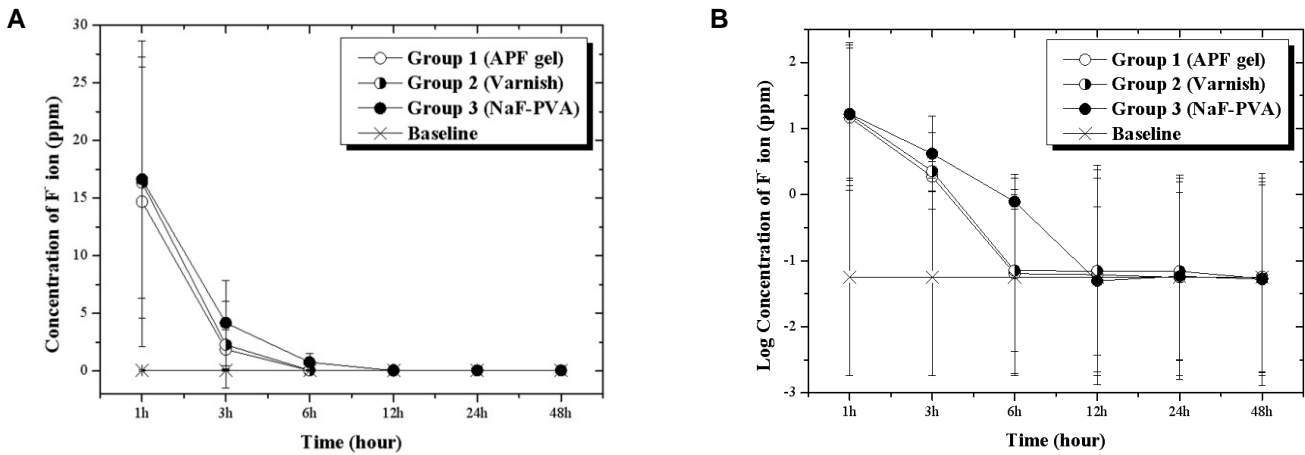 A
Concentration of F⁻ ion (ppm)
30
25
20
15
10
5
0
Group 1 (APF gel)
Group 2 (Varnish)
Group 3 (NaF-PVA)
Baseline
1h 3h 6h 12h 24h 48h
Time (hour)
B
Log Concentration of F⁻ ion (ppm)
2
1
0
-1
-2
-3
Group 1 (APF gel)
Group 2 (Varnish)
Group 3 (NaF-PVA)
Baseline
1h 3h 6h 12h 24h 48h
Time (hour)